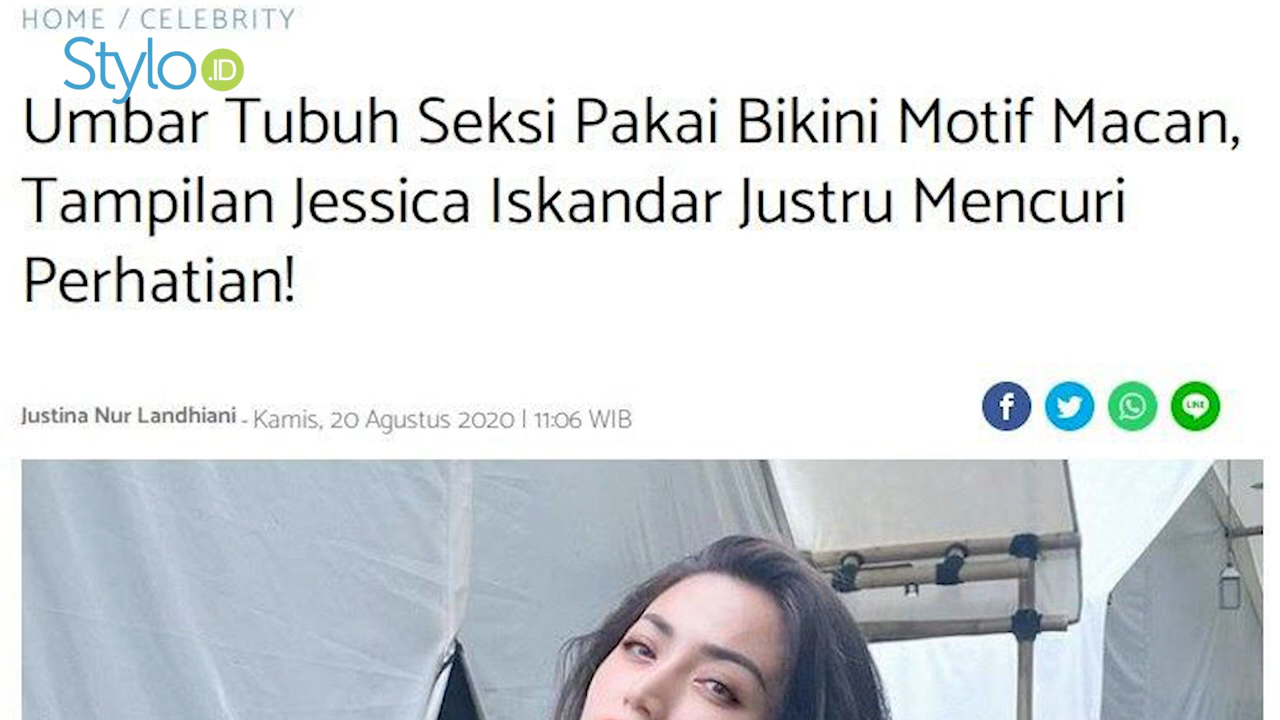 HOME / CELEBRITY
Stylo.ID
Umbar Tubuh Seksi Pakai Bikini Motif Macan,
Tampilan Jessica Iskandar Justru Mencuri
Perhatian!
Justina Nur Landhiani - Kamis, 20 Agustus 2020 | 11:06 WIB
LINE